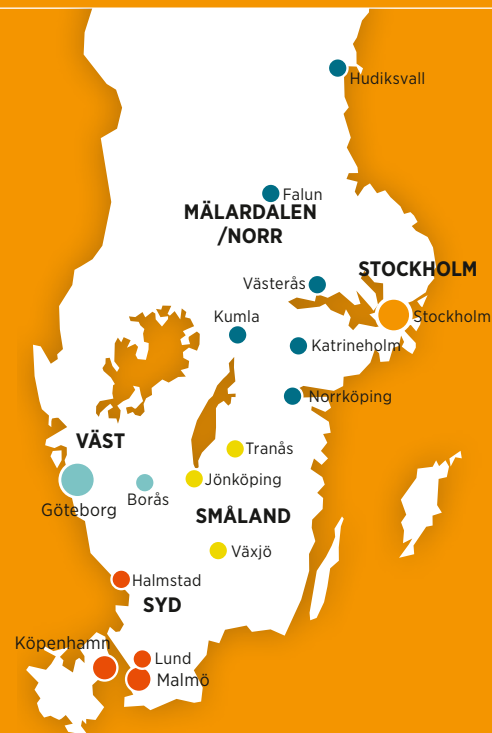 Hudiksvall
Falun
MÄLARDALEN
/NORR
STOCKHOLM
Västerås
Stockholm
Kumla
Katrineholm
Norrköping
VÄST
Tranås
Jönköping
Göteborg
Borås
SMÅLAND
Växjö
Halmstad
SYD
Köpenhamn
Lund
Malmö